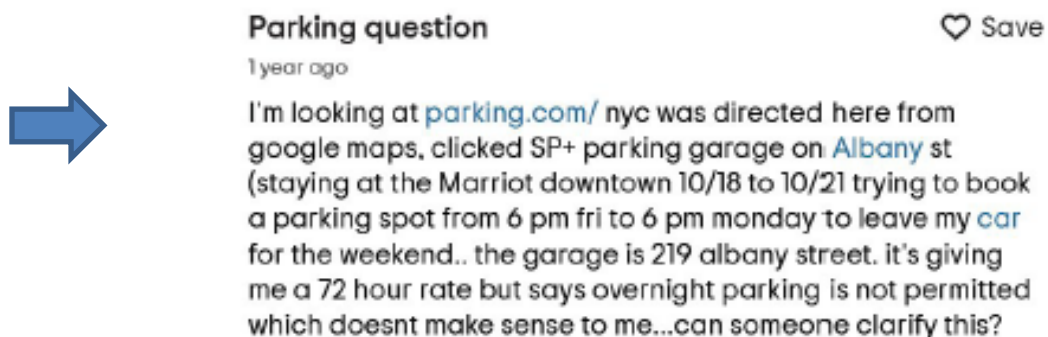 Parking question
Save
1 year ago
I'm looking at parking.com/ nyc was directed here from
google maps, clicked SP+ parking garage on Albany st
(staying at the Marriot downtown 10/18 to 10/21 trying to book
a parking spot from 6 pm fri to 6 pm monday to leave my car
for the weekend.. the garage is 219 albany street. it's giving
me a 72 hour rate but says overnight parking is not permitted
which doesnt make sense to me...can someone clarify this?